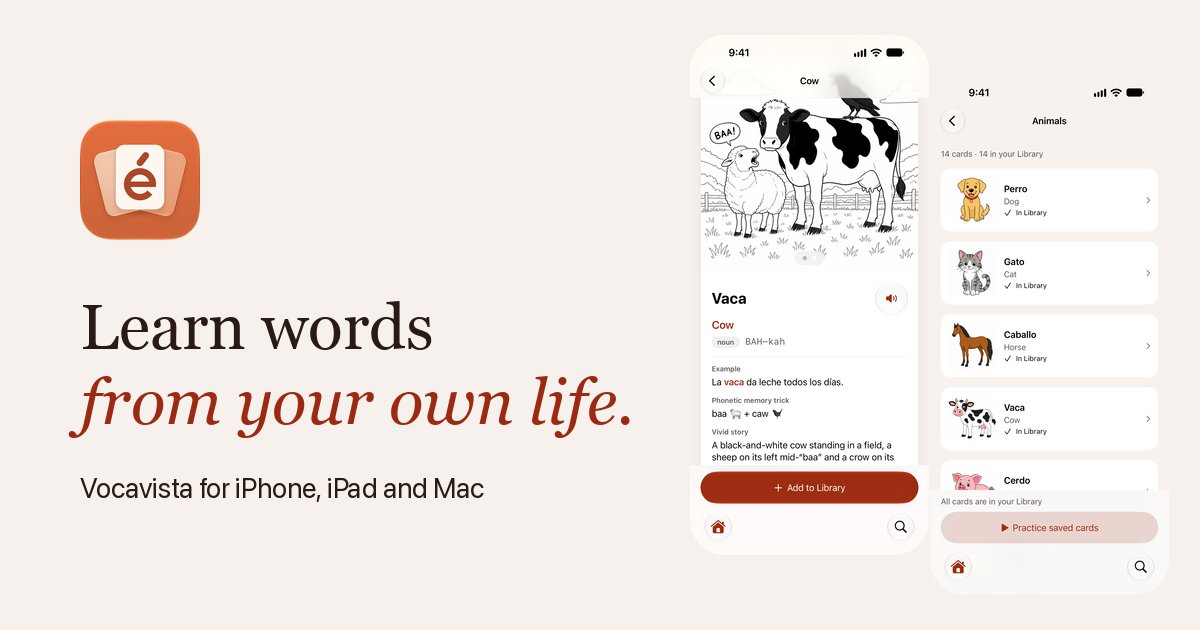 é
Learn words
from your own life.
Vocavista for iPhone, iPad and Mac
9:41
Cow
BAA!
Vaca
Cow
noun BAH-kah
Example
La vaca da leche todos los días.
Phonetic memory trick
baa 🐑 + caw 🐦‍⬛
Vivid story
A black-and-white cow standing in a field, a
sheep on its left mid-“baa” and a crow on its
+ Add to Library
9:41
Animals
14 cards · 14 in your Library
Perro
Dog
✓ In Library
Gato
Cat
✓ In Library
Caballo
Horse
✓ In Library
Vaca
Cow
✓ In Library
Cerdo
All cards are in your Library
▶ Practice saved cards